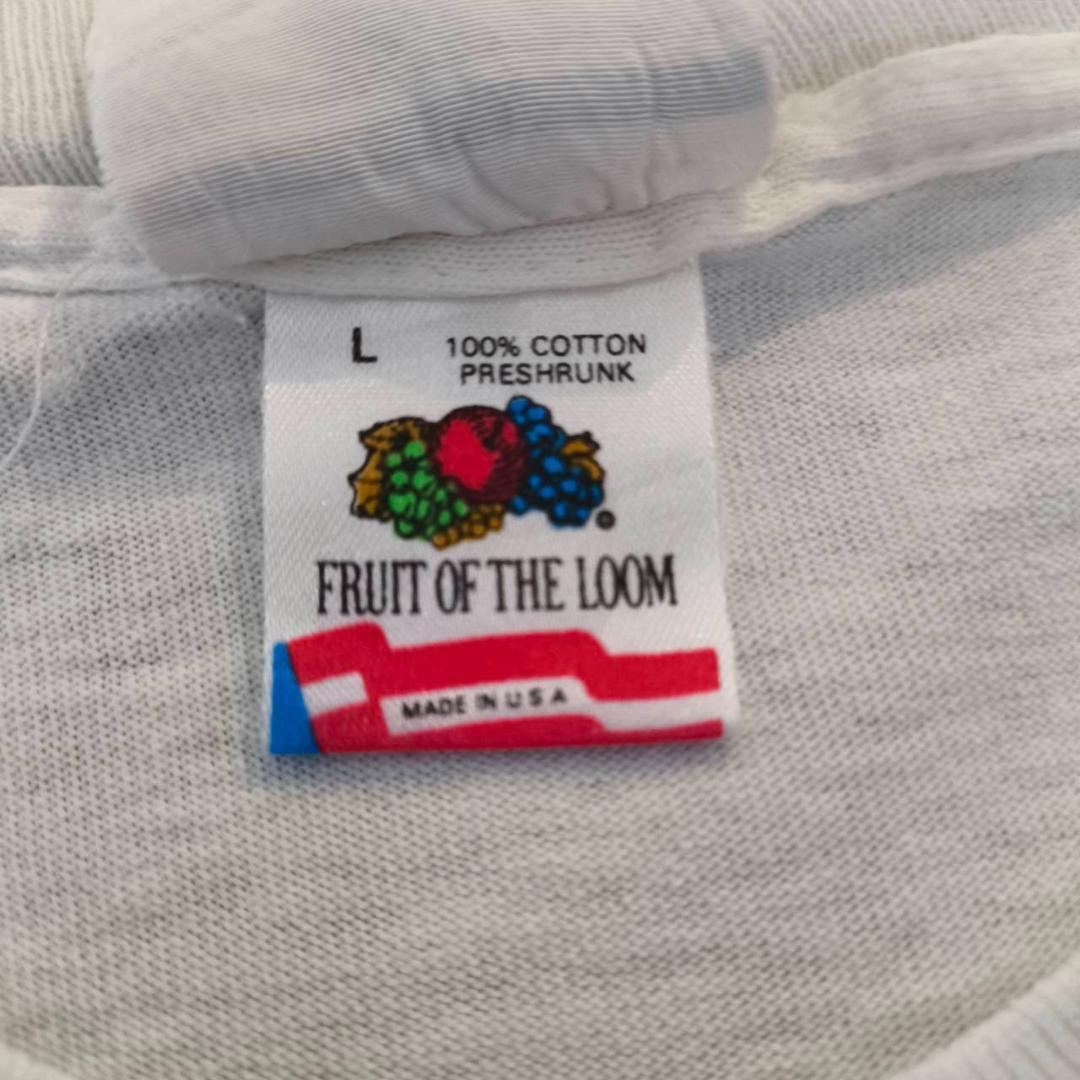 L
100% COTTON
PRESHRUNK
FRUIT OF THE LOOM
MADE IN U S A